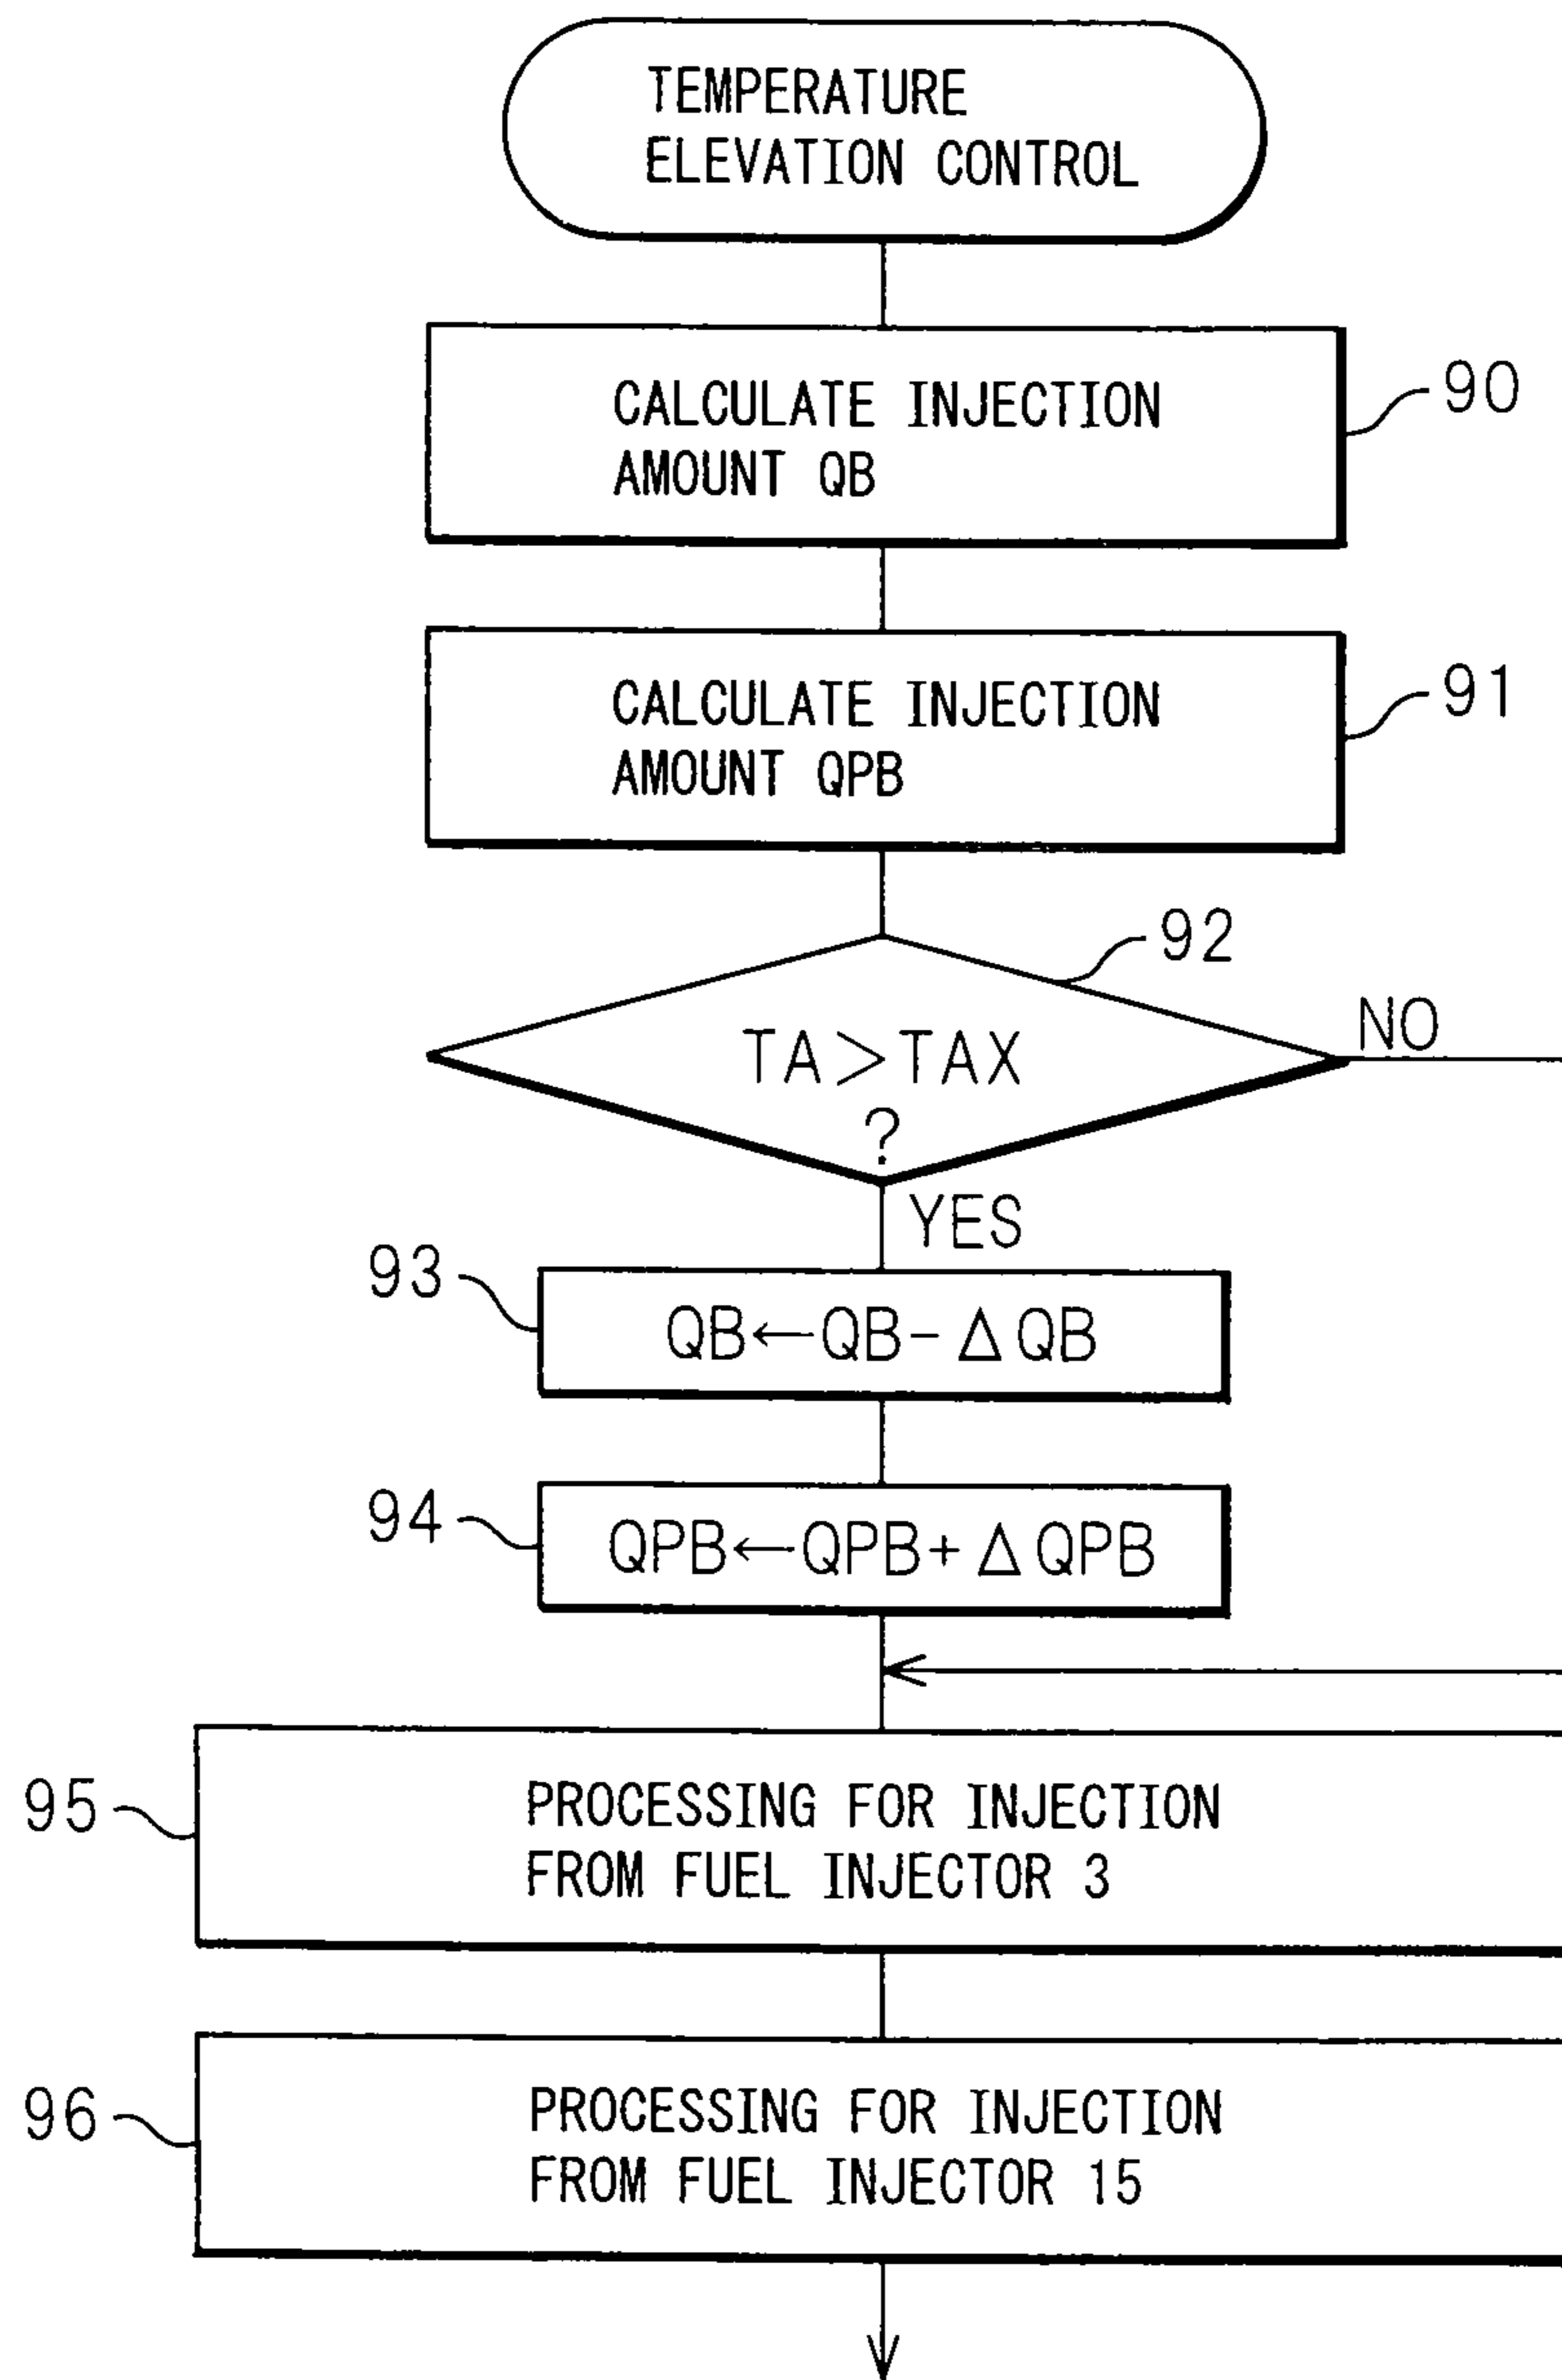 TEMPERATURE
ELEVATION CONTROL
CALCULATE INJECTION
AMOUNT QB
90
CALCULATE INJECTION
AMOUNT QPB
91
92
TA>TAX
?
NO
YES
93
QB←QB-ΔQB
94
QPB←QPB+ΔQPB
95
PROCESSING FOR INJECTION
FROM FUEL INJECTOR 3
96
PROCESSING FOR INJECTION
FROM FUEL INJECTOR 15